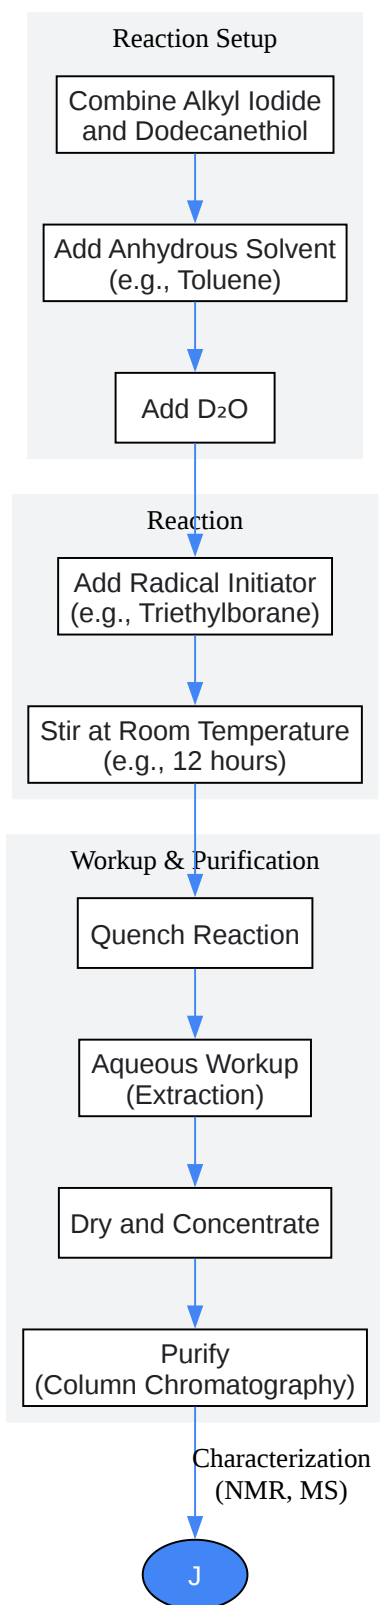 Reaction Setup
Combine Alkyl Iodide
and Dodecanethiol
Add Anhydrous Solvent
(e.g., Toluene)
Add D₂O
Reaction
Add Radical Initiator
(e.g., Triethylborane)
Stir at Room Temperature
(e.g., 12 hours)
Workup & Purification
Quench Reaction
Aqueous Workup
(Extraction)
Dry and Concentrate
Purify
(Column Chromatography)
Characterization
(NMR, MS)
J